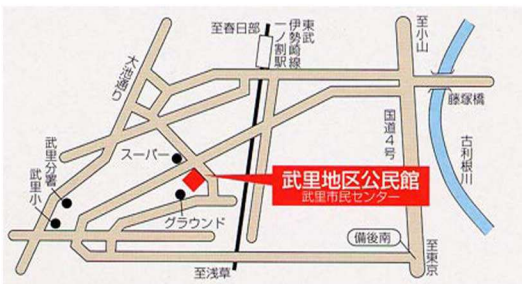 至春日部
東武
伊勢崎線
一ノ割駅
至小山
大池通り
藤塚橋
国道4号
古利根川
スーパー
武里分署
武里小
武里地区公民館
武里市民センター
グラウンド
備後南
至東京
至浅草